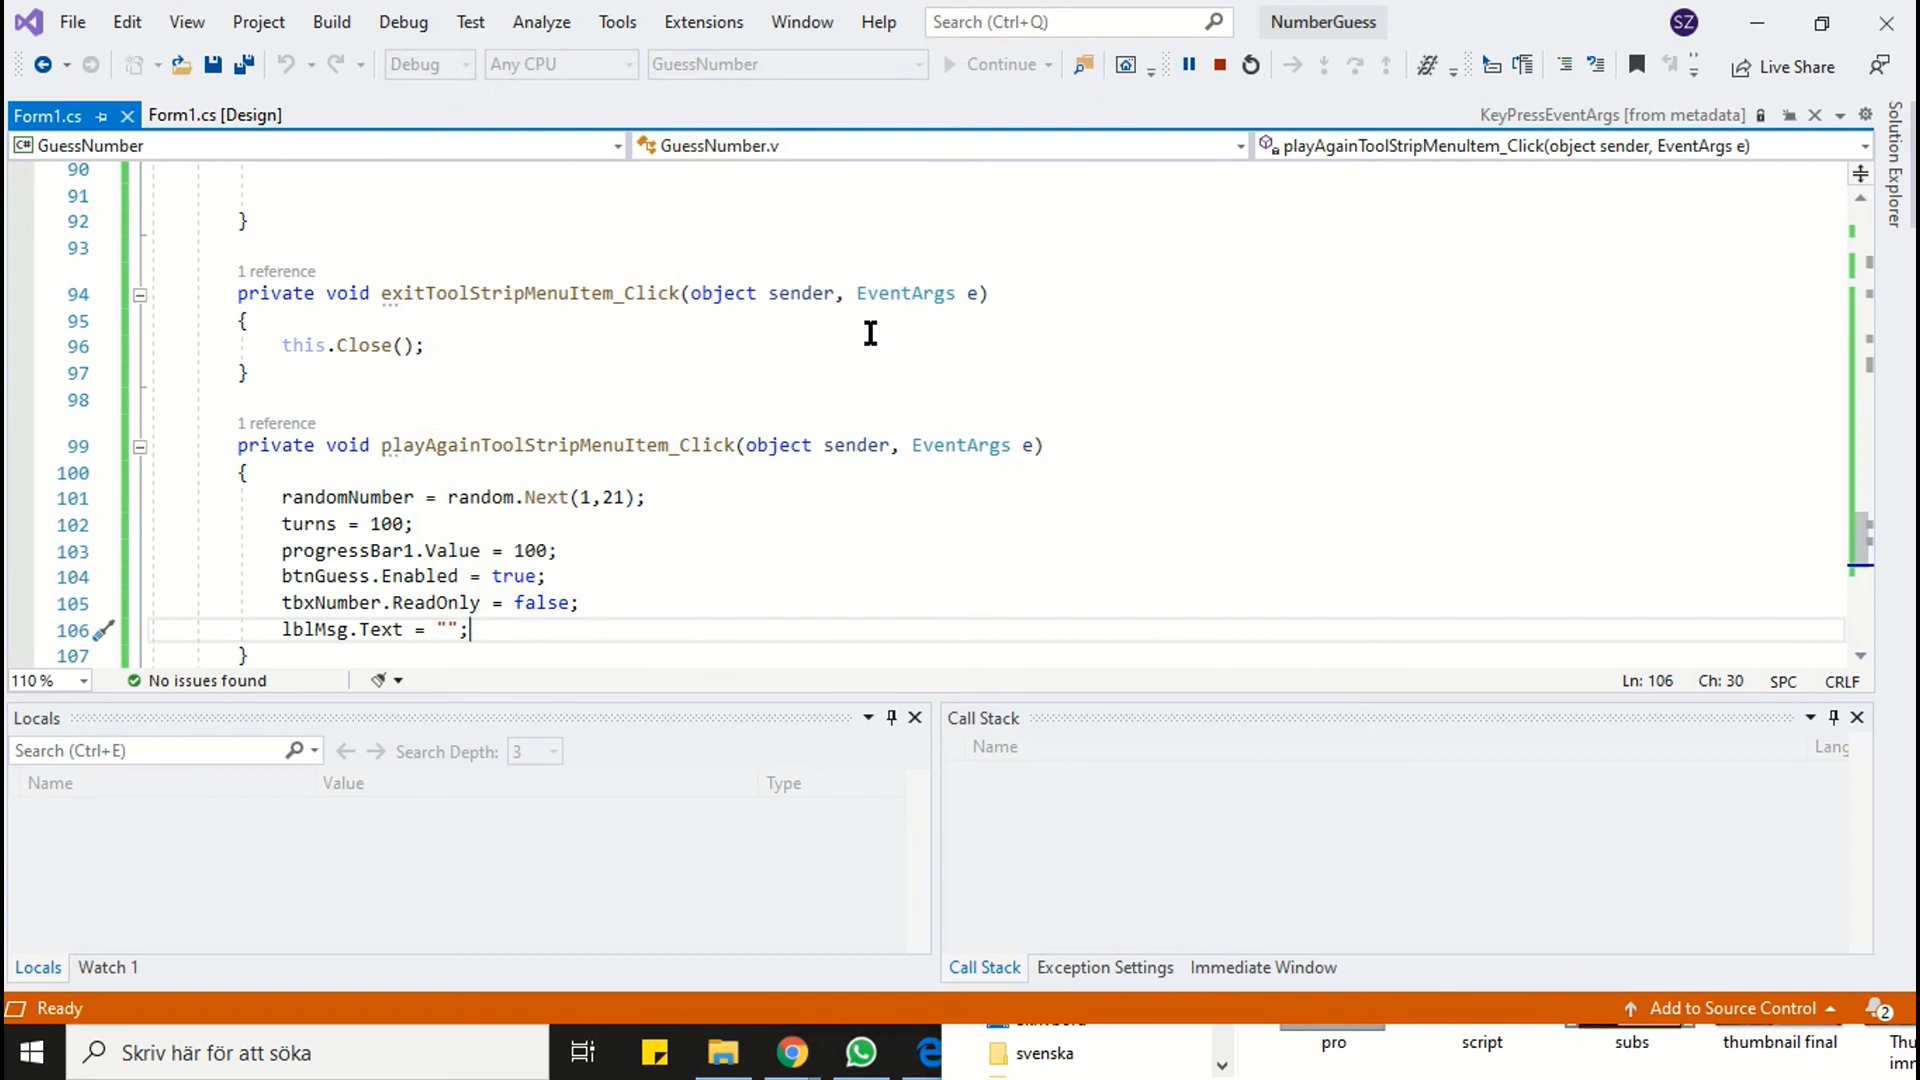 File Edit View Project Build Debug Test Analyze Tools Extensions Window Help Search (Ctrl+Q) NumberGuess SZ
Debug Any CPU GuessNumber Continue Live Share
Form1.cs Form1.cs [Design] KeyPressEventArgs [from metadata]
C# GuessNumber GuessNumber.v playAgainToolStripMenuItem_Click(object sender, EventArgs e)
Solution Explorer
90
91
92 }
93
1 reference
94 private void exitToolStripMenuItem_Click(object sender, EventArgs e)
95 {
96 this.Close();
97 }
98
1 reference
99 private void playAgainToolStripMenuItem_Click(object sender, EventArgs e)
100 {
101 randomNumber = random.Next(1,21);
102 turns = 100;
103 progressBar1.Value = 100;
104 btnGuess.Enabled = true;
105 tbxNumber.ReadOnly = false;
106 lblMsg.Text = "";
107 }
110 % No issues found Ln: 106 Ch: 30 SPC CRLF
Locals Call Stack
Search (Ctrl+E) Search Depth: 3 Name Lang
Name Value Type
Locals Watch 1 Call Stack Exception Settings Immediate Window
Ready Add to Source Control 2
Skriv här för att söka svenska pro script subs thumbnail final